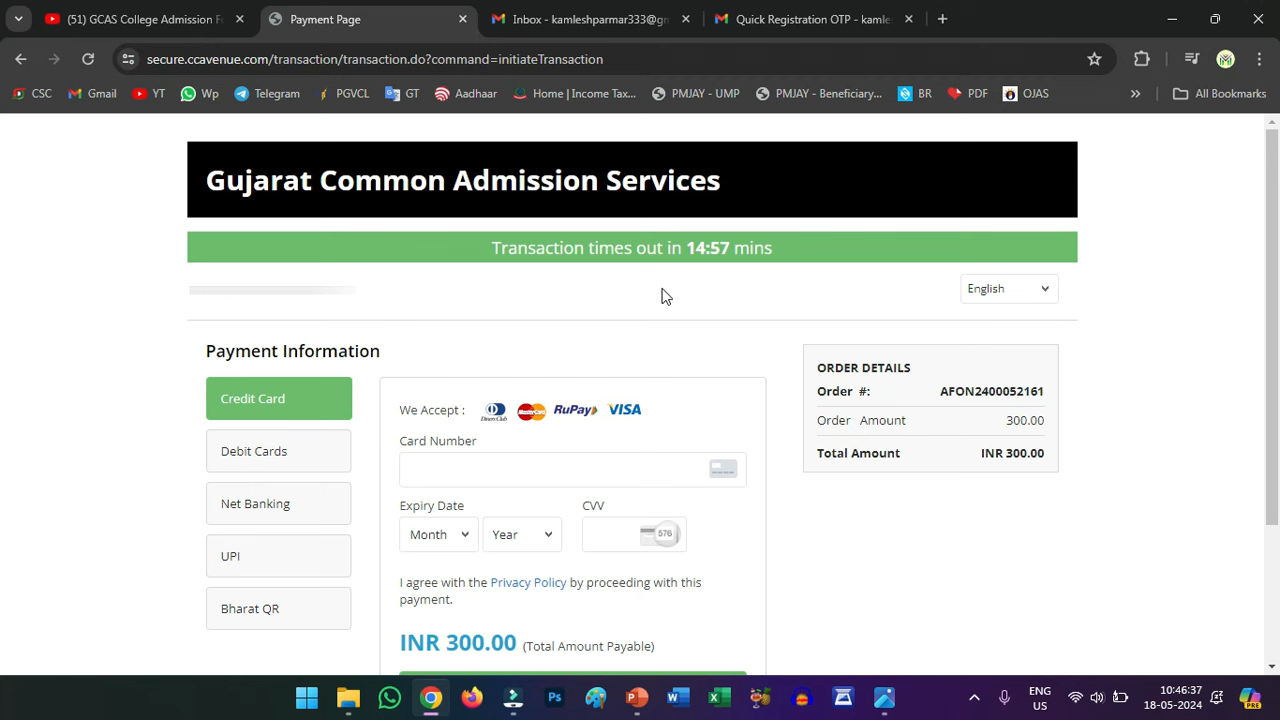 (51) GCAS College Admission F
Payment Page
Inbox - kamleshparmar333@gm
Quick Registration OTP - kamle
secure.ccavenue.com/transaction/transaction.do?command=initiateTransaction
CSC
Gmail
YT
Wp
Telegram
PGVCL
GT
Aadhaar
Home | Income Tax...
PMJAY - UMP
PMJAY - Beneficiary...
BR
PDF
OJAS
All Bookmarks
Gujarat Common Admission Services
Transaction times out in 14:57 mins
English
Payment Information
Credit Card
Debit Cards
Net Banking
UPI
Bharat QR
We Accept :
Diners Club
MasterCard
RuPay
VISA
Card Number
Expiry Date
CVV
Month
Year
576
I agree with the Privacy Policy by proceeding with this
payment.
INR 300.00 (Total Amount Payable)
ORDER DETAILS
Order #: AFON2400052161
Order Amount 300.00
Total Amount INR 300.00
ENG
US
10:46:37
18-05-2024